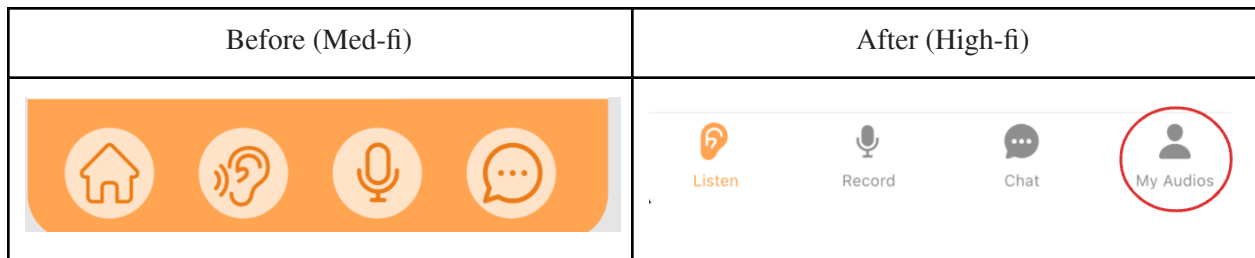 Before (Med-fi)
After (High-fi)
Listen
Record
Chat
My Audios